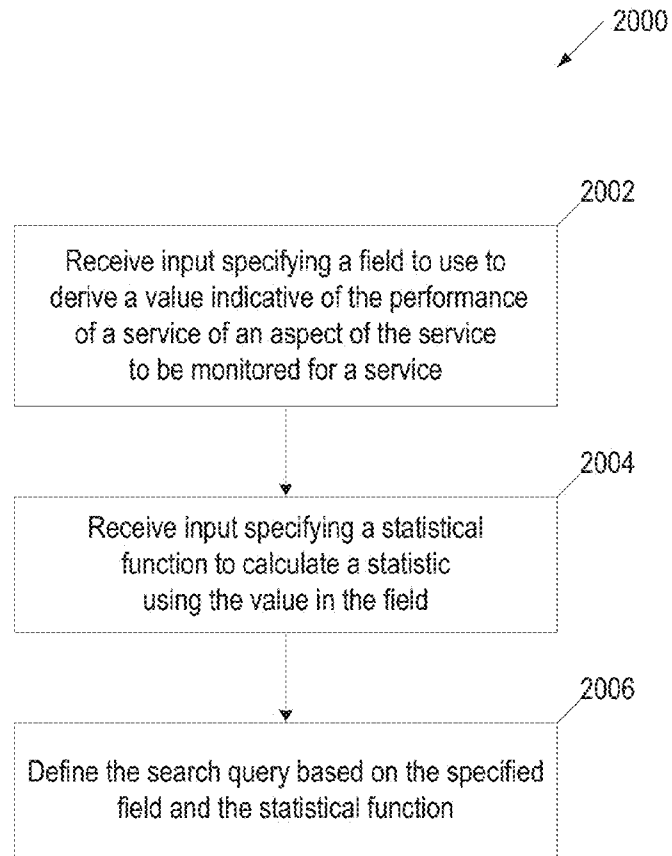 2000
2002
Receive input specifying a field to use to
derive a value indicative of the performance
of a service of an aspect of the service
to be monitored for a service
2004
Receive input specifying a statistical
function to calculate a statistic
using the value in the field
2006
Define the search query based on the specified
field and the statistical function